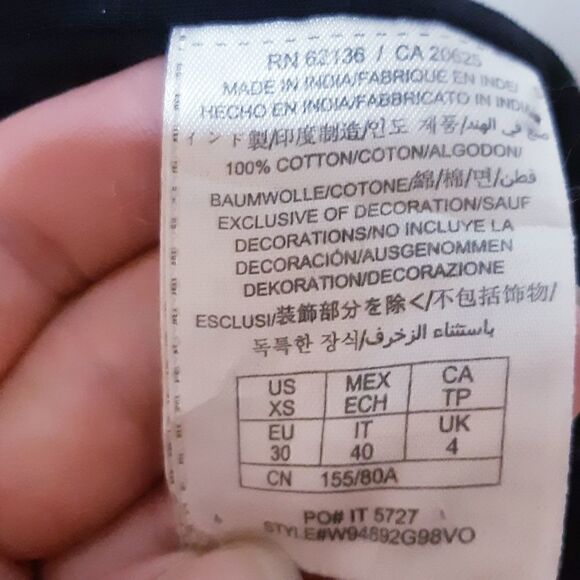 RN 62136 / CA 20625
MADE IN INDIA/FABRIQUE EN INDE/
HECHO EN INDIA/FABBRICATO IN INDIA
インド製/印度制造/인도 제품/صنع في الهند
100% COTTON/COTON/ALGODON/
BAUMWOLLE/COTONE/綿/棉/면/قطن
EXCLUSIVE OF DECORATION/SAUF
DECORATIONS/NO INCLUYE LA
DECORACIÓN/AUSGENOMMEN
DEKORATION/DECORAZIONE
ESCLUSI/装飾部分を除く/不包括饰物/
독특한 장식/باستثناء الزخرف
US MEX CA
XS ECH TP
EU IT UK
30 40 4
CN 155/80A
PO# IT 5727
STYLE#W94692G98VO